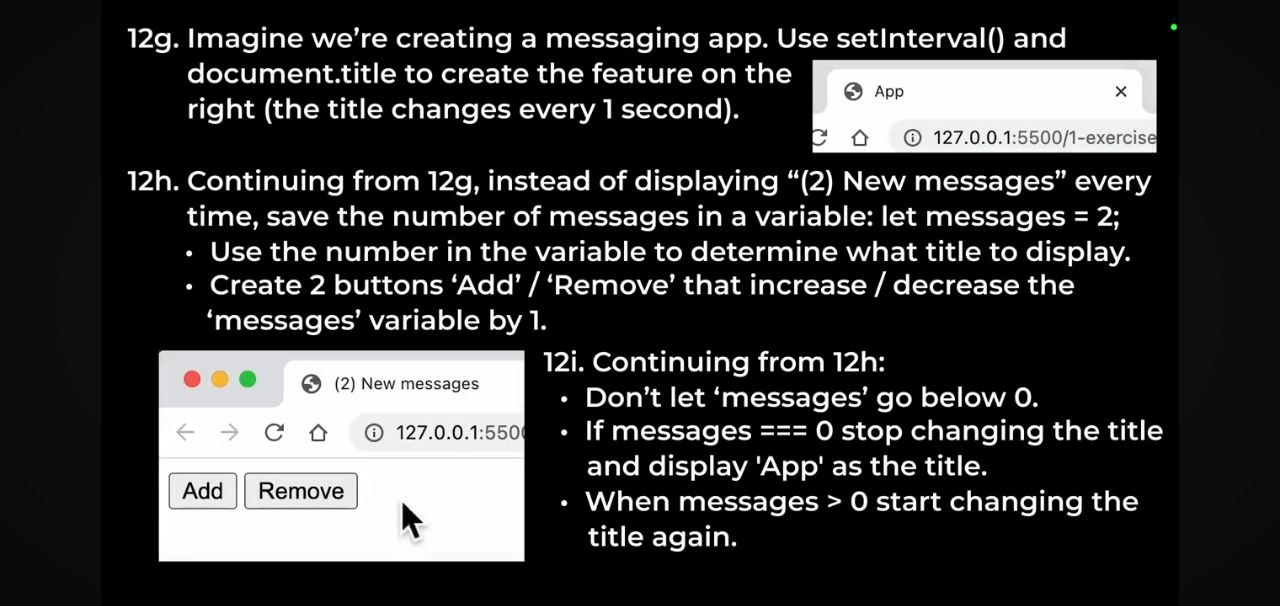 12g. Imagine we’re creating a messaging app. Use setInterval() and
document.title to create the feature on the
right (the title changes every 1 second).
App
127.0.0.1:5500/1-exercise
12h. Continuing from 12g, instead of displaying “(2) New messages” every
time, save the number of messages in a variable: let messages = 2;
• Use the number in the variable to determine what title to display.
• Create 2 buttons ‘Add’ / ‘Remove’ that increase / decrease the
‘messages’ variable by 1.
(2) New messages
127.0.0.1:550
Add Remove
12i. Continuing from 12h:
• Don’t let ‘messages’ go below 0.
• If messages === 0 stop changing the title
and display 'App' as the title.
• When messages > 0 start changing the
title again.